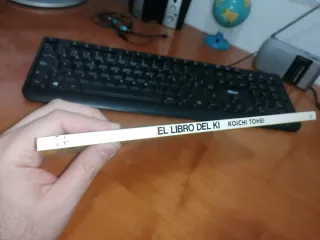 EL LIBRO DEL KI KOICHI TOHEI